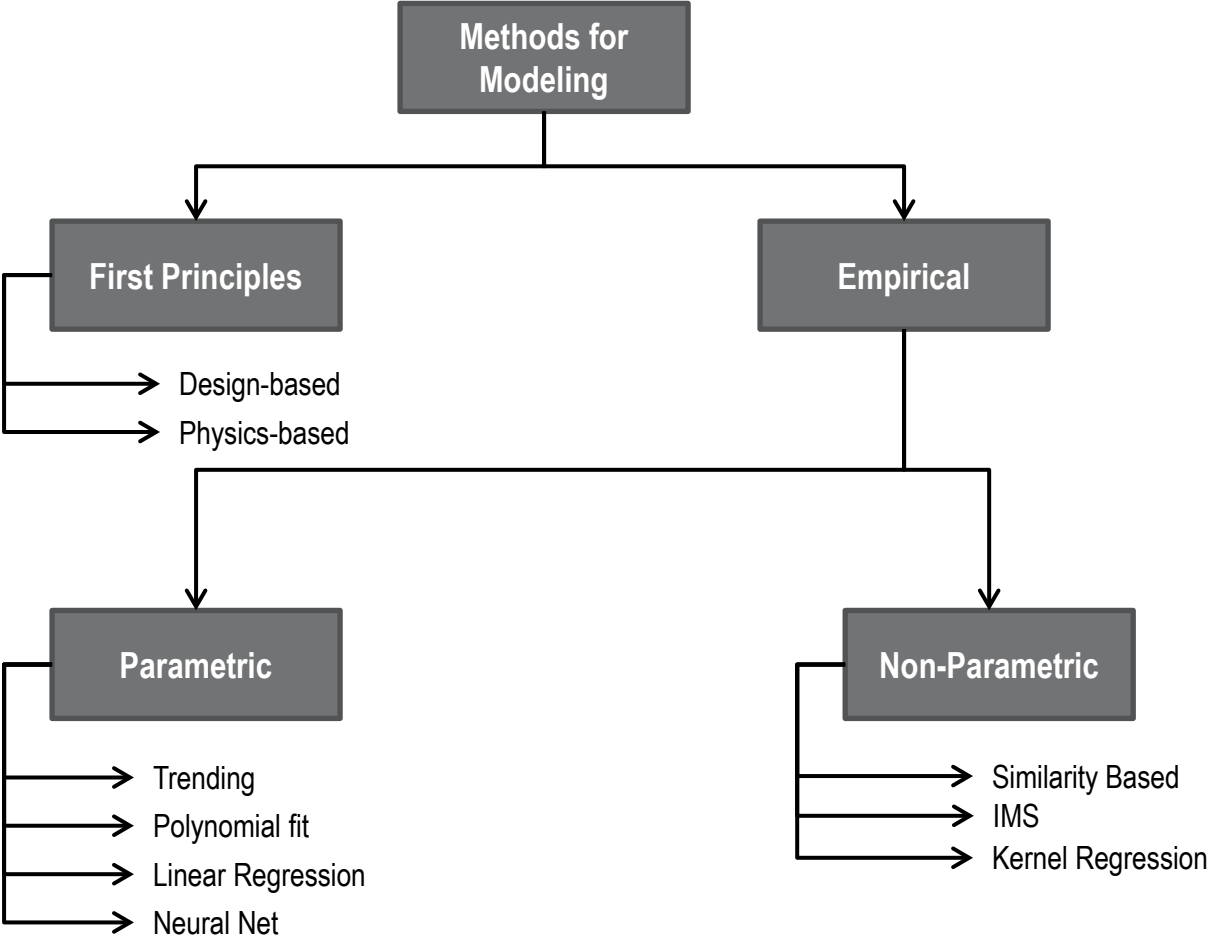 Methods for
Modeling
First Principles
Empirical
Design-based
Physics-based
Parametric
Non-Parametric
Trending
Polynomial fit
Linear Regression
Neural Net
Similarity Based
IMS
Kernel Regression